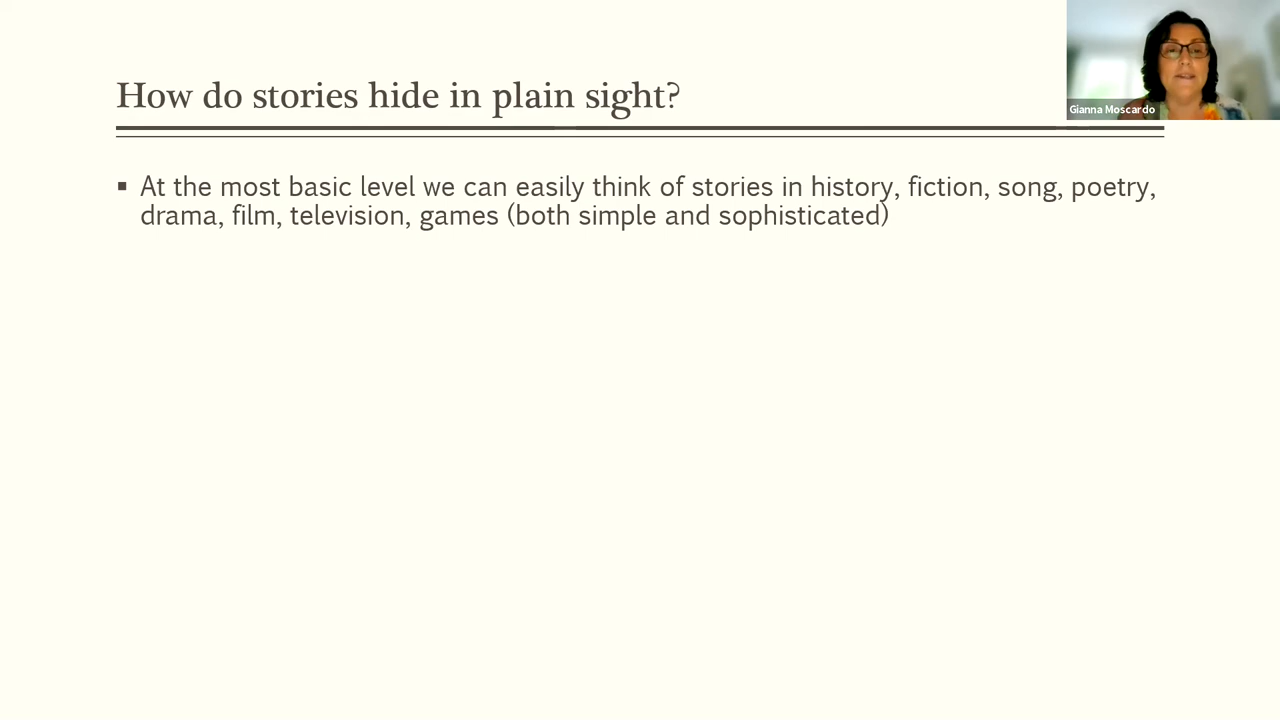 How do stories hide in plain sight?
Gianna Moscardo
▪ At the most basic level we can easily think of stories in history, fiction, song, poetry,
drama, film, television, games (both simple and sophisticated)